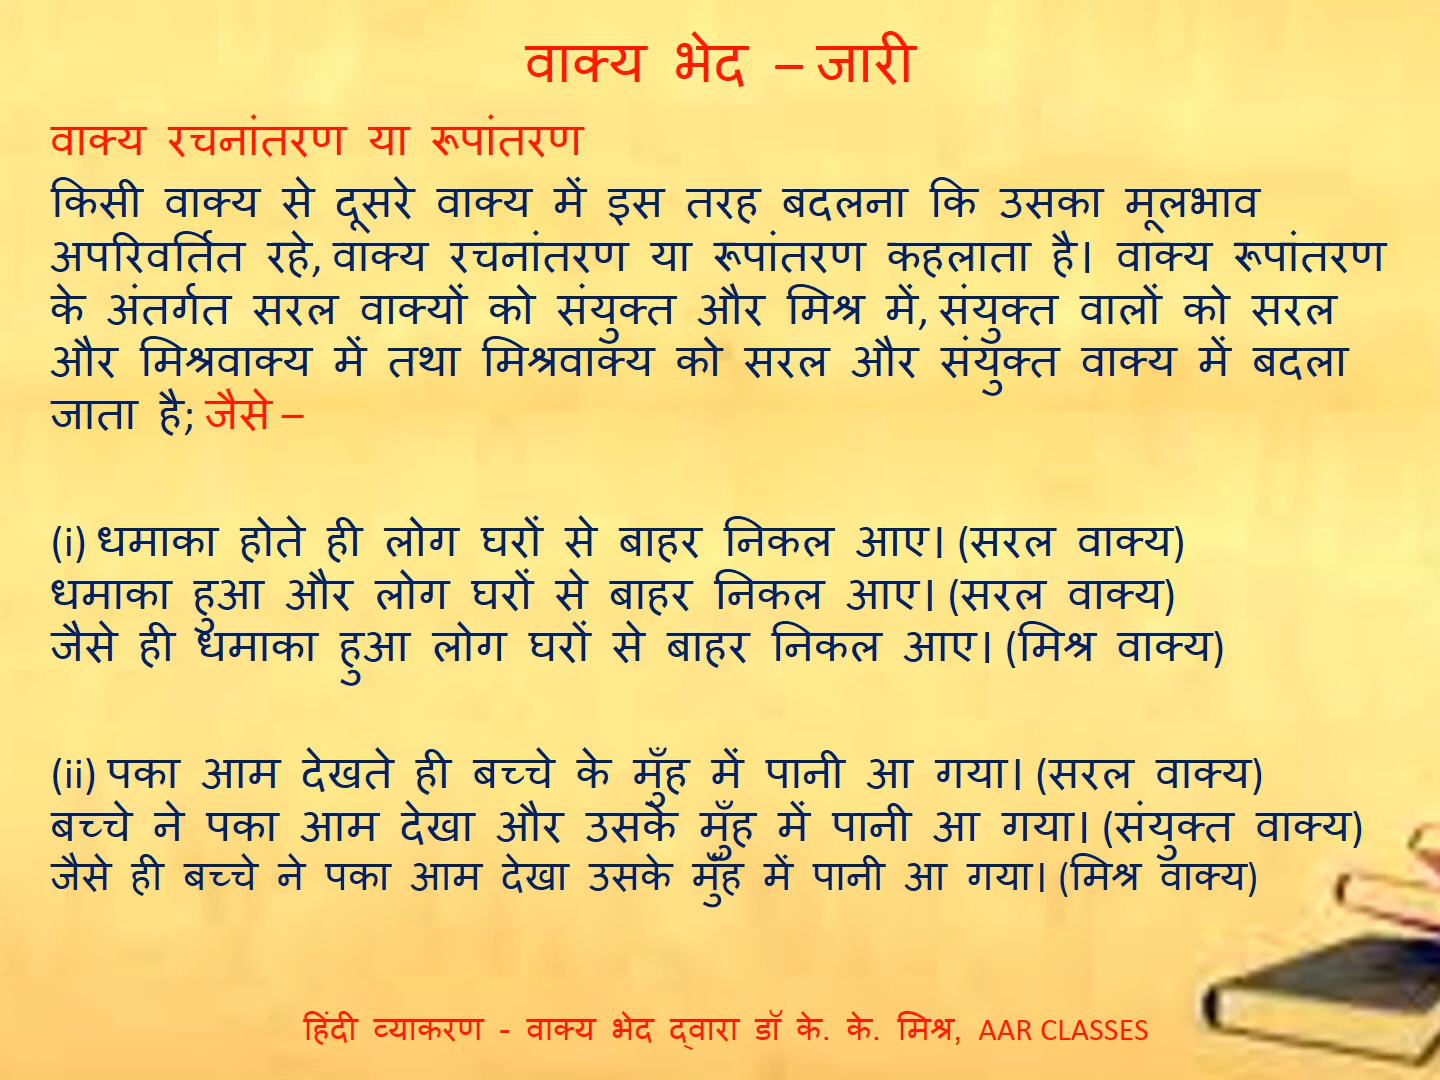 वाक्य भेद – जारी
वाक्य रचनांतरण या रूपांतरण
किसी वाक्य से दूसरे वाक्य में इस तरह बदलना कि उसका मूलभाव
अपरिवर्तित रहे, वाक्य रचनांतरण या रूपांतरण कहलाता है। वाक्य रूपांतरण
के अंतर्गत सरल वाक्यों को संयुक्त और मिश्र में, संयुक्त वालों को सरल
और मिश्रवाक्य में तथा मिश्रवाक्य को सरल और संयुक्त वाक्य में बदला
जाता है; जैसे –
(i) धमाका होते ही लोग घरों से बाहर निकल आए। (सरल वाक्य)
धमाका हुआ और लोग घरों से बाहर निकल आए। (सरल वाक्य)
जैसे ही धमाका हुआ लोग घरों से बाहर निकल आए। (मिश्र वाक्य)
(ii) पका आम देखते ही बच्चे के मुँह में पानी आ गया। (सरल वाक्य)
बच्चे ने पका आम देखा और उसके मुँह में पानी आ गया। (संयुक्त वाक्य)
जैसे ही बच्चे ने पका आम देखा उसके मुँह में पानी आ गया। (मिश्र वाक्य)
हिंदी व्याकरण - वाक्य भेद द्वारा डॉ के. के. मिश्र, AAR CLASSES